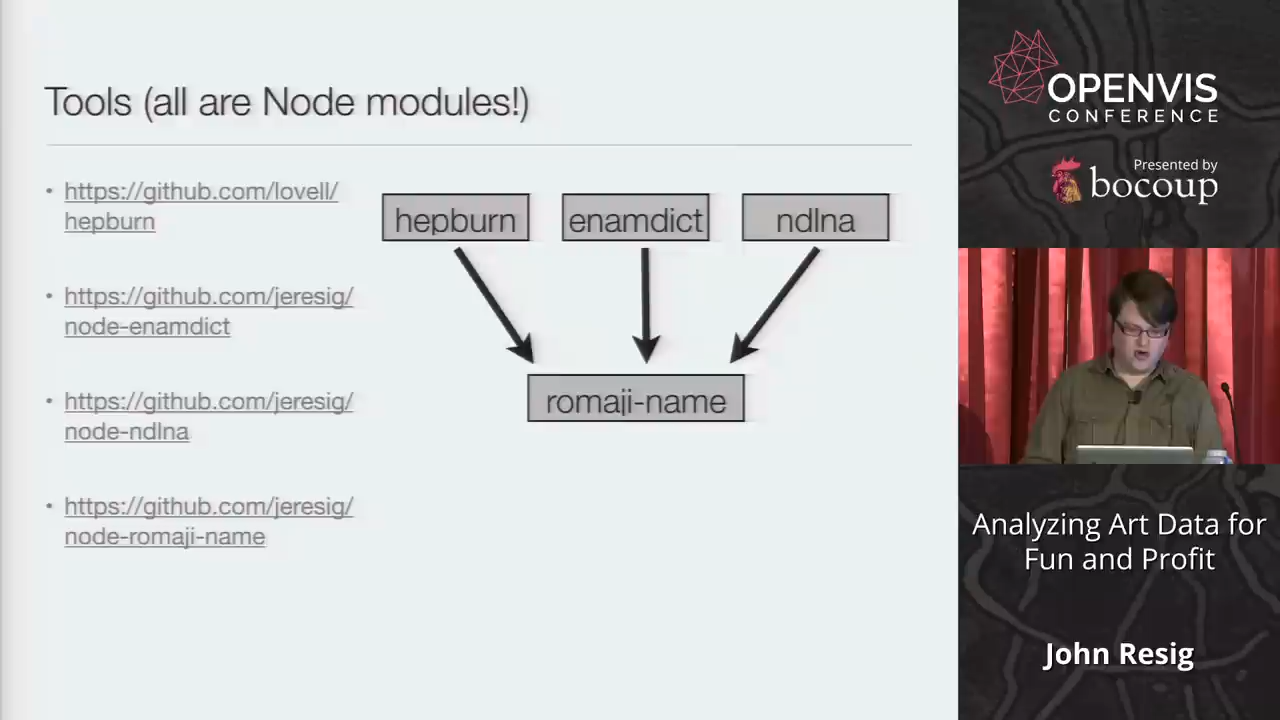 Tools (all are Node modules!)
• https://github.com/lovell/
hepburn
• https://github.com/jeresig/
node-enamdict
• https://github.com/jeresig/
node-ndlna
• https://github.com/jeresig/
node-romaji-name
hepburn
enamdict
ndlna
romaji-name
OPENVIS
CONFERENCE
Presented by
bocoup
Analyzing Art Data for
Fun and Profit
John Resig